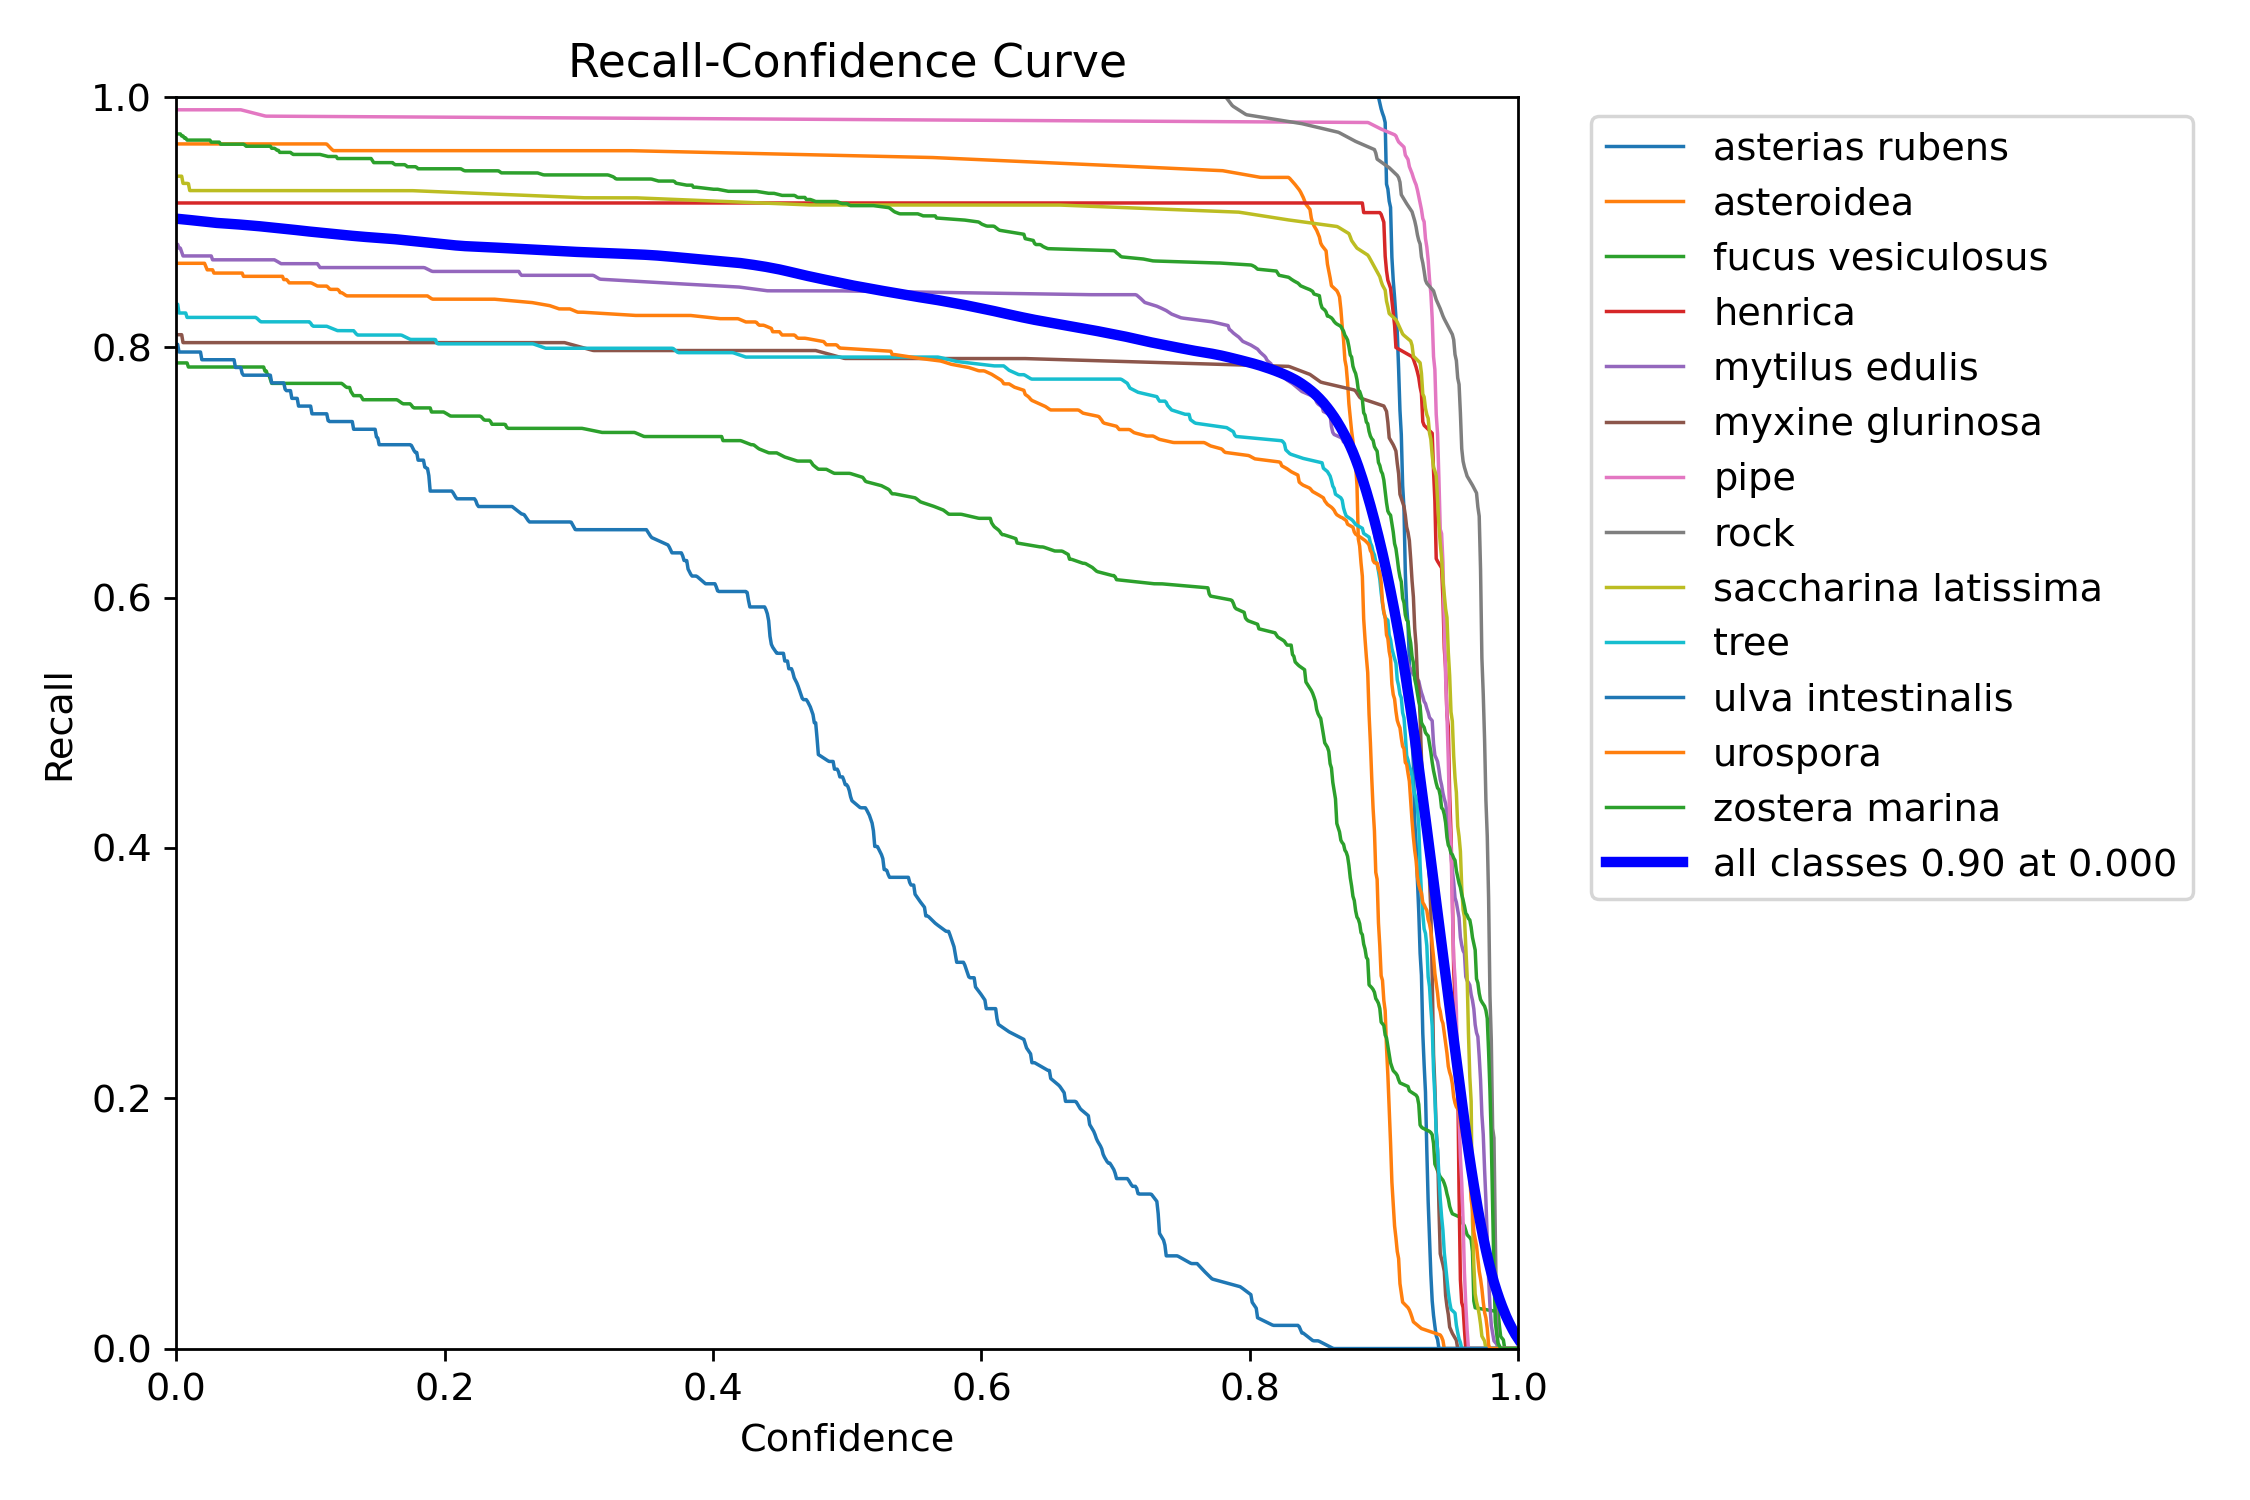 Recall-Confidence Curve
1.0
0.8
0.6
0.4
0.2
0.0
Recall
0.0 0.2 0.4 0.6 0.8 1.0
Confidence
asterias rubens
asteroidea
fucus vesiculosus
henrica
mytilus edulis
myxine glurinosa
pipe
rock
saccharina latissima
tree
ulva intestinalis
urospora
zostera marina
all classes 0.90 at 0.000